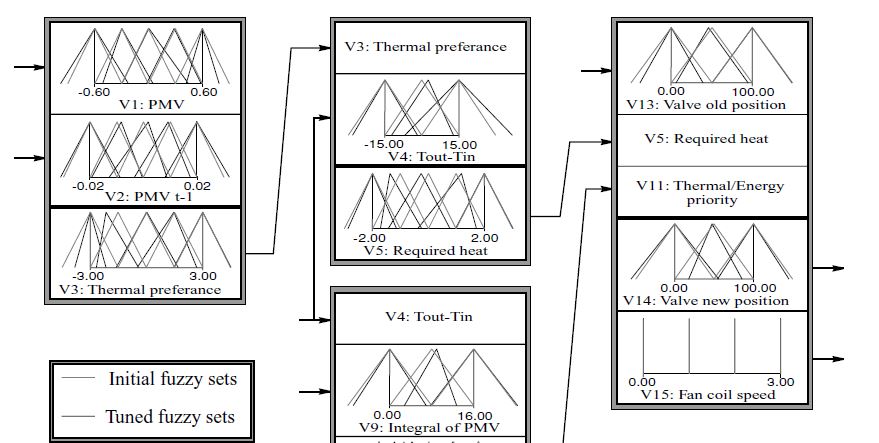 -0.60 0.60
V1: PMV
-0.02 0.02
V2: PMV t-1
-3.00 3.00
V3: Thermal preferance
Initial fuzzy sets
Tuned fuzzy sets
V3: Thermal preferance
-15.00 15.00
V4: Tout-Tin
-2.00 2.00
V5: Required heat
V4: Tout-Tin
0.00 16.00
V9: Integral of PMV
0.00 100.00
V13: Valve old position
V5: Required heat
V11: Thermal/Energy
priority
0.00 100.00
V14: Valve new position
0.00 3.00
V15: Fan coil speed